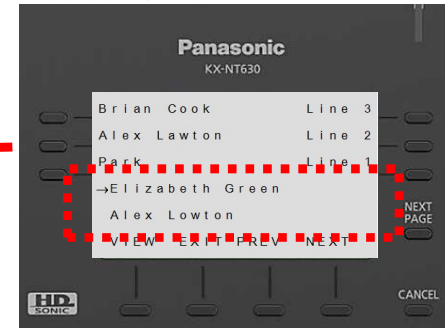 Panasonic
KX-NT630
Brian Cook Line 3
Alex Lawton Line 2
Park Line 1
→Elizabeth Green
Alex Lowton
VIEW EXIT PREV NEXT
NEXT
PAGE
CANCEL
HD
SONIC